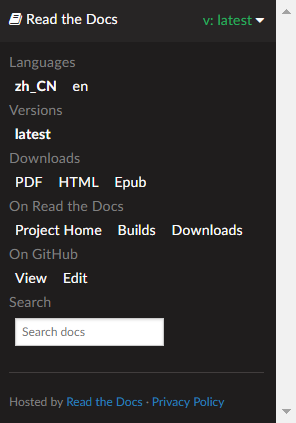 Read the Docs v: latest
Languages
zh_CN en
Versions
latest
Downloads
PDF HTML Epub
On Read the Docs
Project Home Builds Downloads
On GitHub
View Edit
Search
Search docs
Hosted by Read the Docs · Privacy Policy